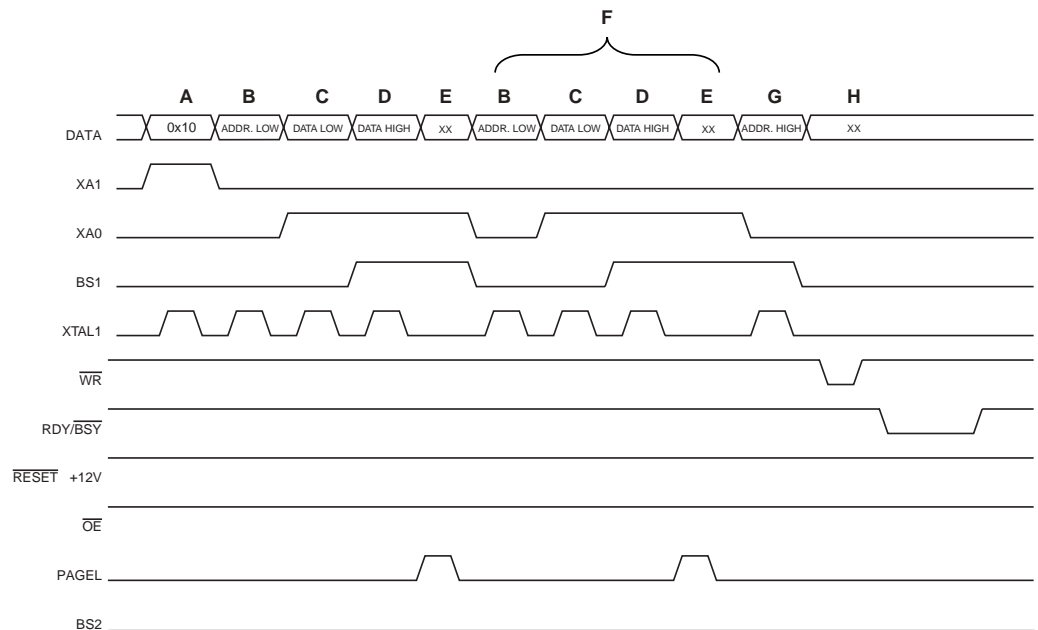 F
A B C D E B C D E G H
DATA 0x10 ADDR. LOW DATA LOW DATA HIGH XX ADDR. LOW DATA LOW DATA HIGH XX ADDR. HIGH XX
XA1
XA0
BS1
XTAL1
WR
RDY/BSY
RESET +12V
OE
PAGEL
BS2